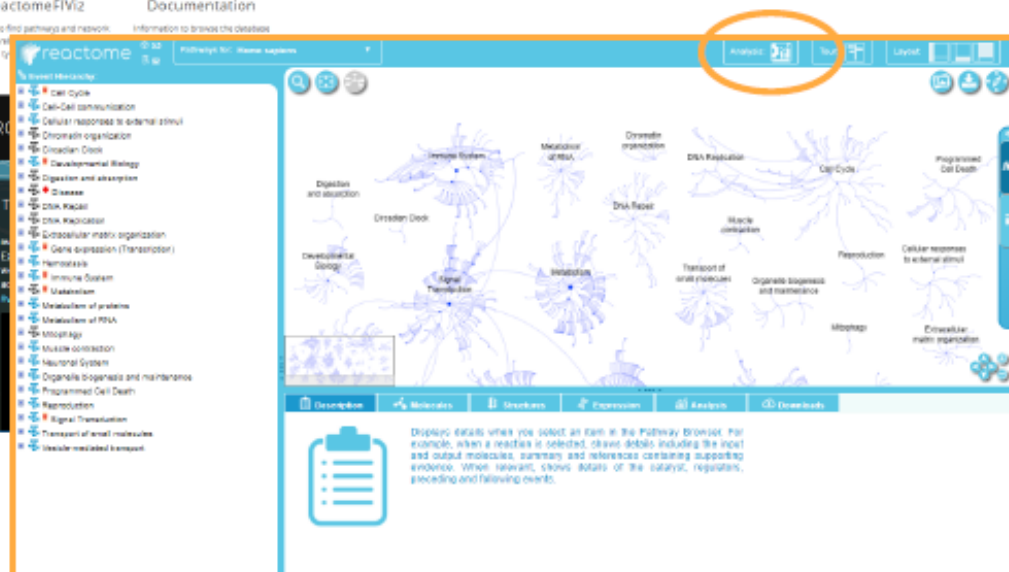 actomeFIViz
Documentation
o find pathways and network
Information to browse the database
reactome
Pathways for: Homo sapiens
Analysis:
Tour:
Layout:
Event Hierarchy:
Cell Cycle
Cell-Cell communication
Cellular responses to external stimuli
Chromatin organization
Circadian Clock
Developmental Biology
Digestion and absorption
Disease
DNA Repair
DNA Replication
Extracellular matrix organization
Gene expression (Transcription)
Hemostasis
Immune System
Metabolism
Metabolism of proteins
Metabolism of RNA
Mitophagy
Muscle contraction
Neuronal System
Organelle biogenesis and maintenance
Programmed Cell Death
Reproduction
Signal Transduction
Transport of small molecules
Vesicle-mediated transport
Immune System
Metabolism
of RNA
Chromatin
organization
DNA Replication
Cell Cycle
Programmed
Cell Death
Digestion
and absorption
Circadian Clock
DNA Repair
Muscle
contraction
Developmental
Biology
Signal
Transduction
Metabolism
Transport of
small molecules
Organelle biogenesis
and maintenance
Reproduction
Cellular responses
to external stimuli
Mitophagy
Extracellular
matrix organization
Description
Molecules
Structures
Expression
Analysis
Downloads
Displays details when you select an item in the Pathway Browser. For
example, when a reaction is selected, shows details including the input
and output molecules, summary and references containing supporting
evidence. When relevant, shows details of the catalyst, regulators,
preceding and following events.